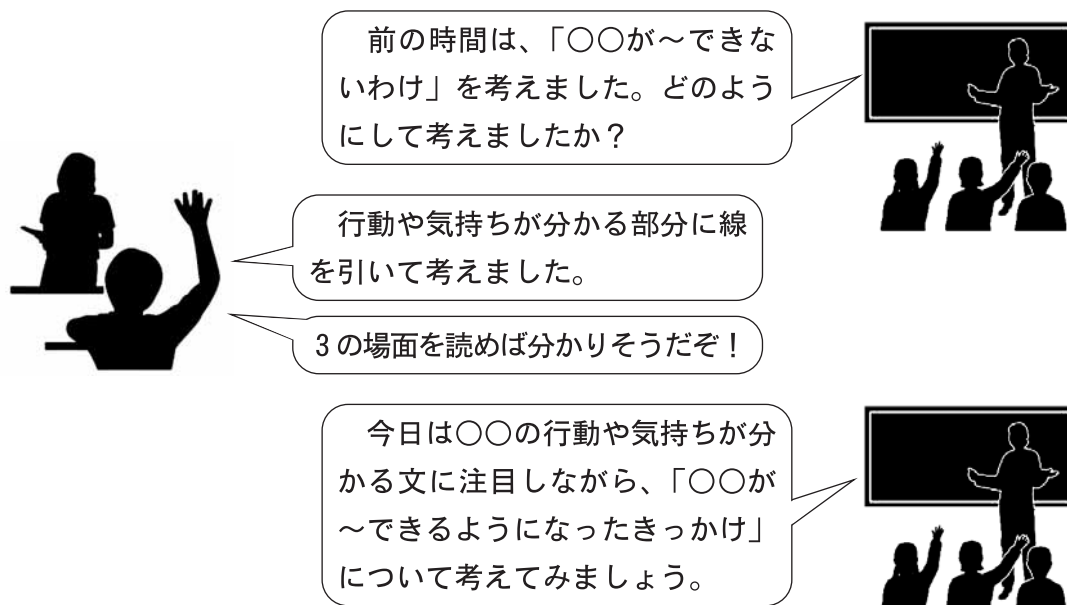 前の時間は、「○○が～できな
いわけ」を考えました。どのよう
にして考えましたか？
行動や気持ちが分かる部分に線
を引いて考えました。
3の場面を読めば分かりそうだぞ！
今日は○○の行動や気持ちが分
かる文に注目しながら、「○○が
～できるようになったきっかけ」
について考えてみましょう。